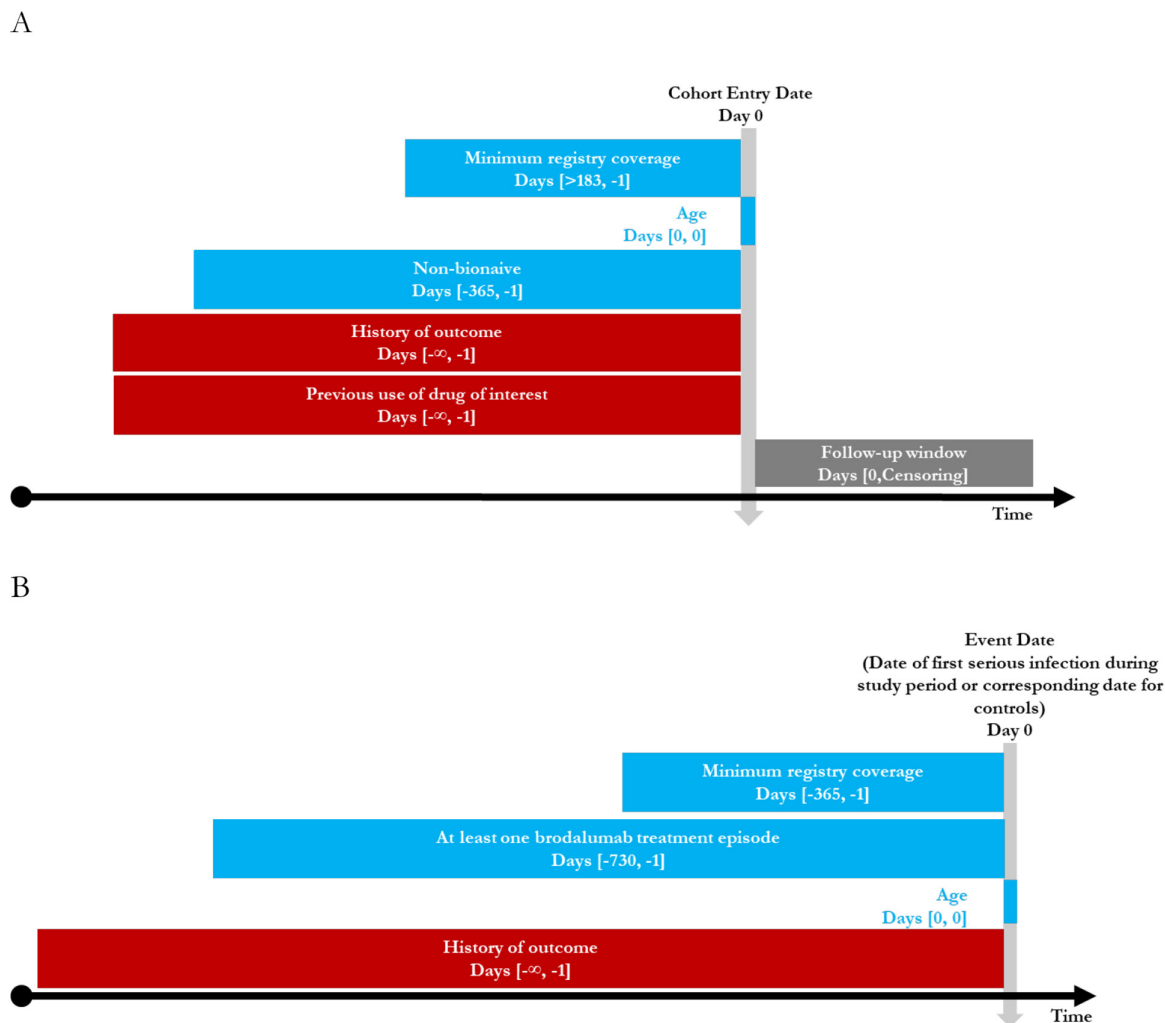 A
Cohort Entry Date
Day 0
Minimum registry coverage
Days [>183, -1]
Age
Days [0, 0]
Non-bionaive
Days [-365, -1]
History of outcome
Days [-∞, -1]
Previous use of drug of interest
Days [-∞, -1]
Follow-up window
Days [0,Censoring]
Time
B
Event Date
(Date of first serious infection during
study period or corresponding date for
controls)
Day 0
Minimum registry coverage
Days [-365, -1]
At least one brodalumab treatment episode
Days [-730, -1]
Age
Days [0, 0]
History of outcome
Days [-∞, -1]
Time